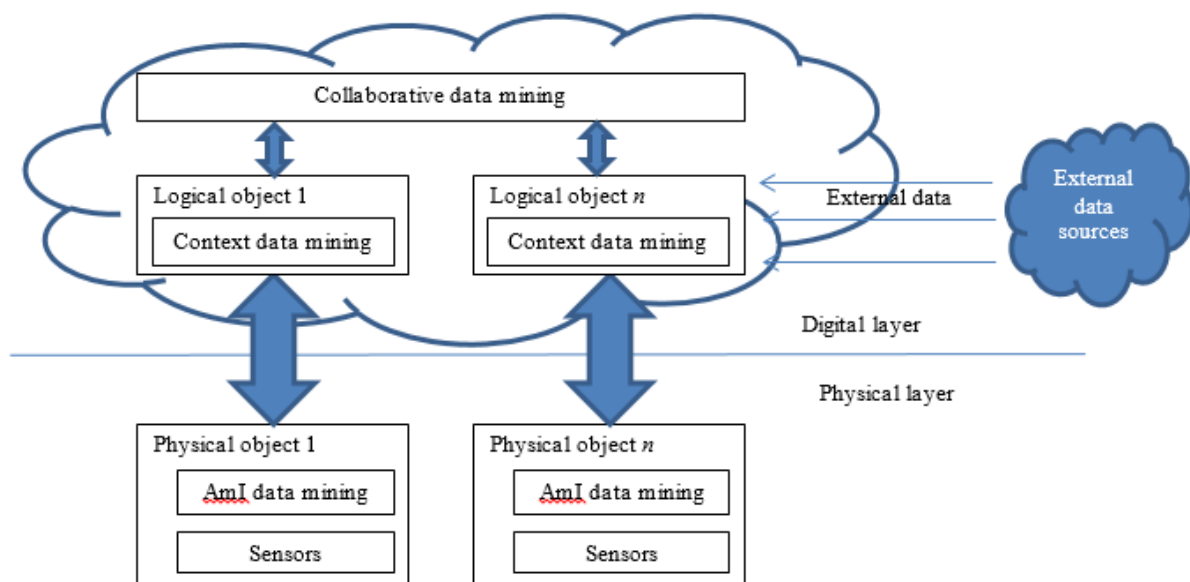 Collaborative data mining
Logical object 1
Context data mining
Logical object n
Context data mining
External data
External
data
sources
Digital layer
Physical layer
Physical object 1
AmI data mining
Sensors
Physical object n
AmI data mining
Sensors